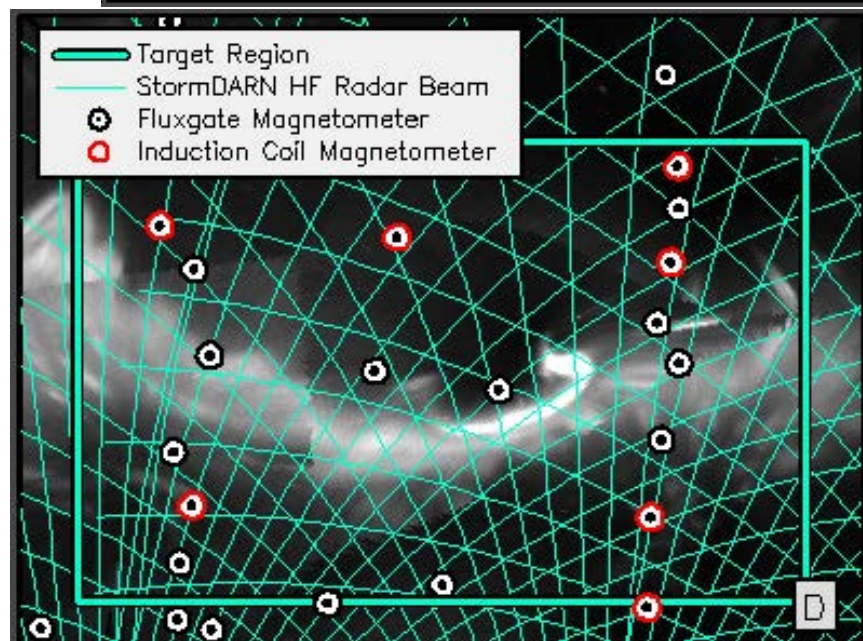 Target Region
StormDARN HF Radar Beam
Fluxgate Magnetometer
Induction Coil Magnetometer
D